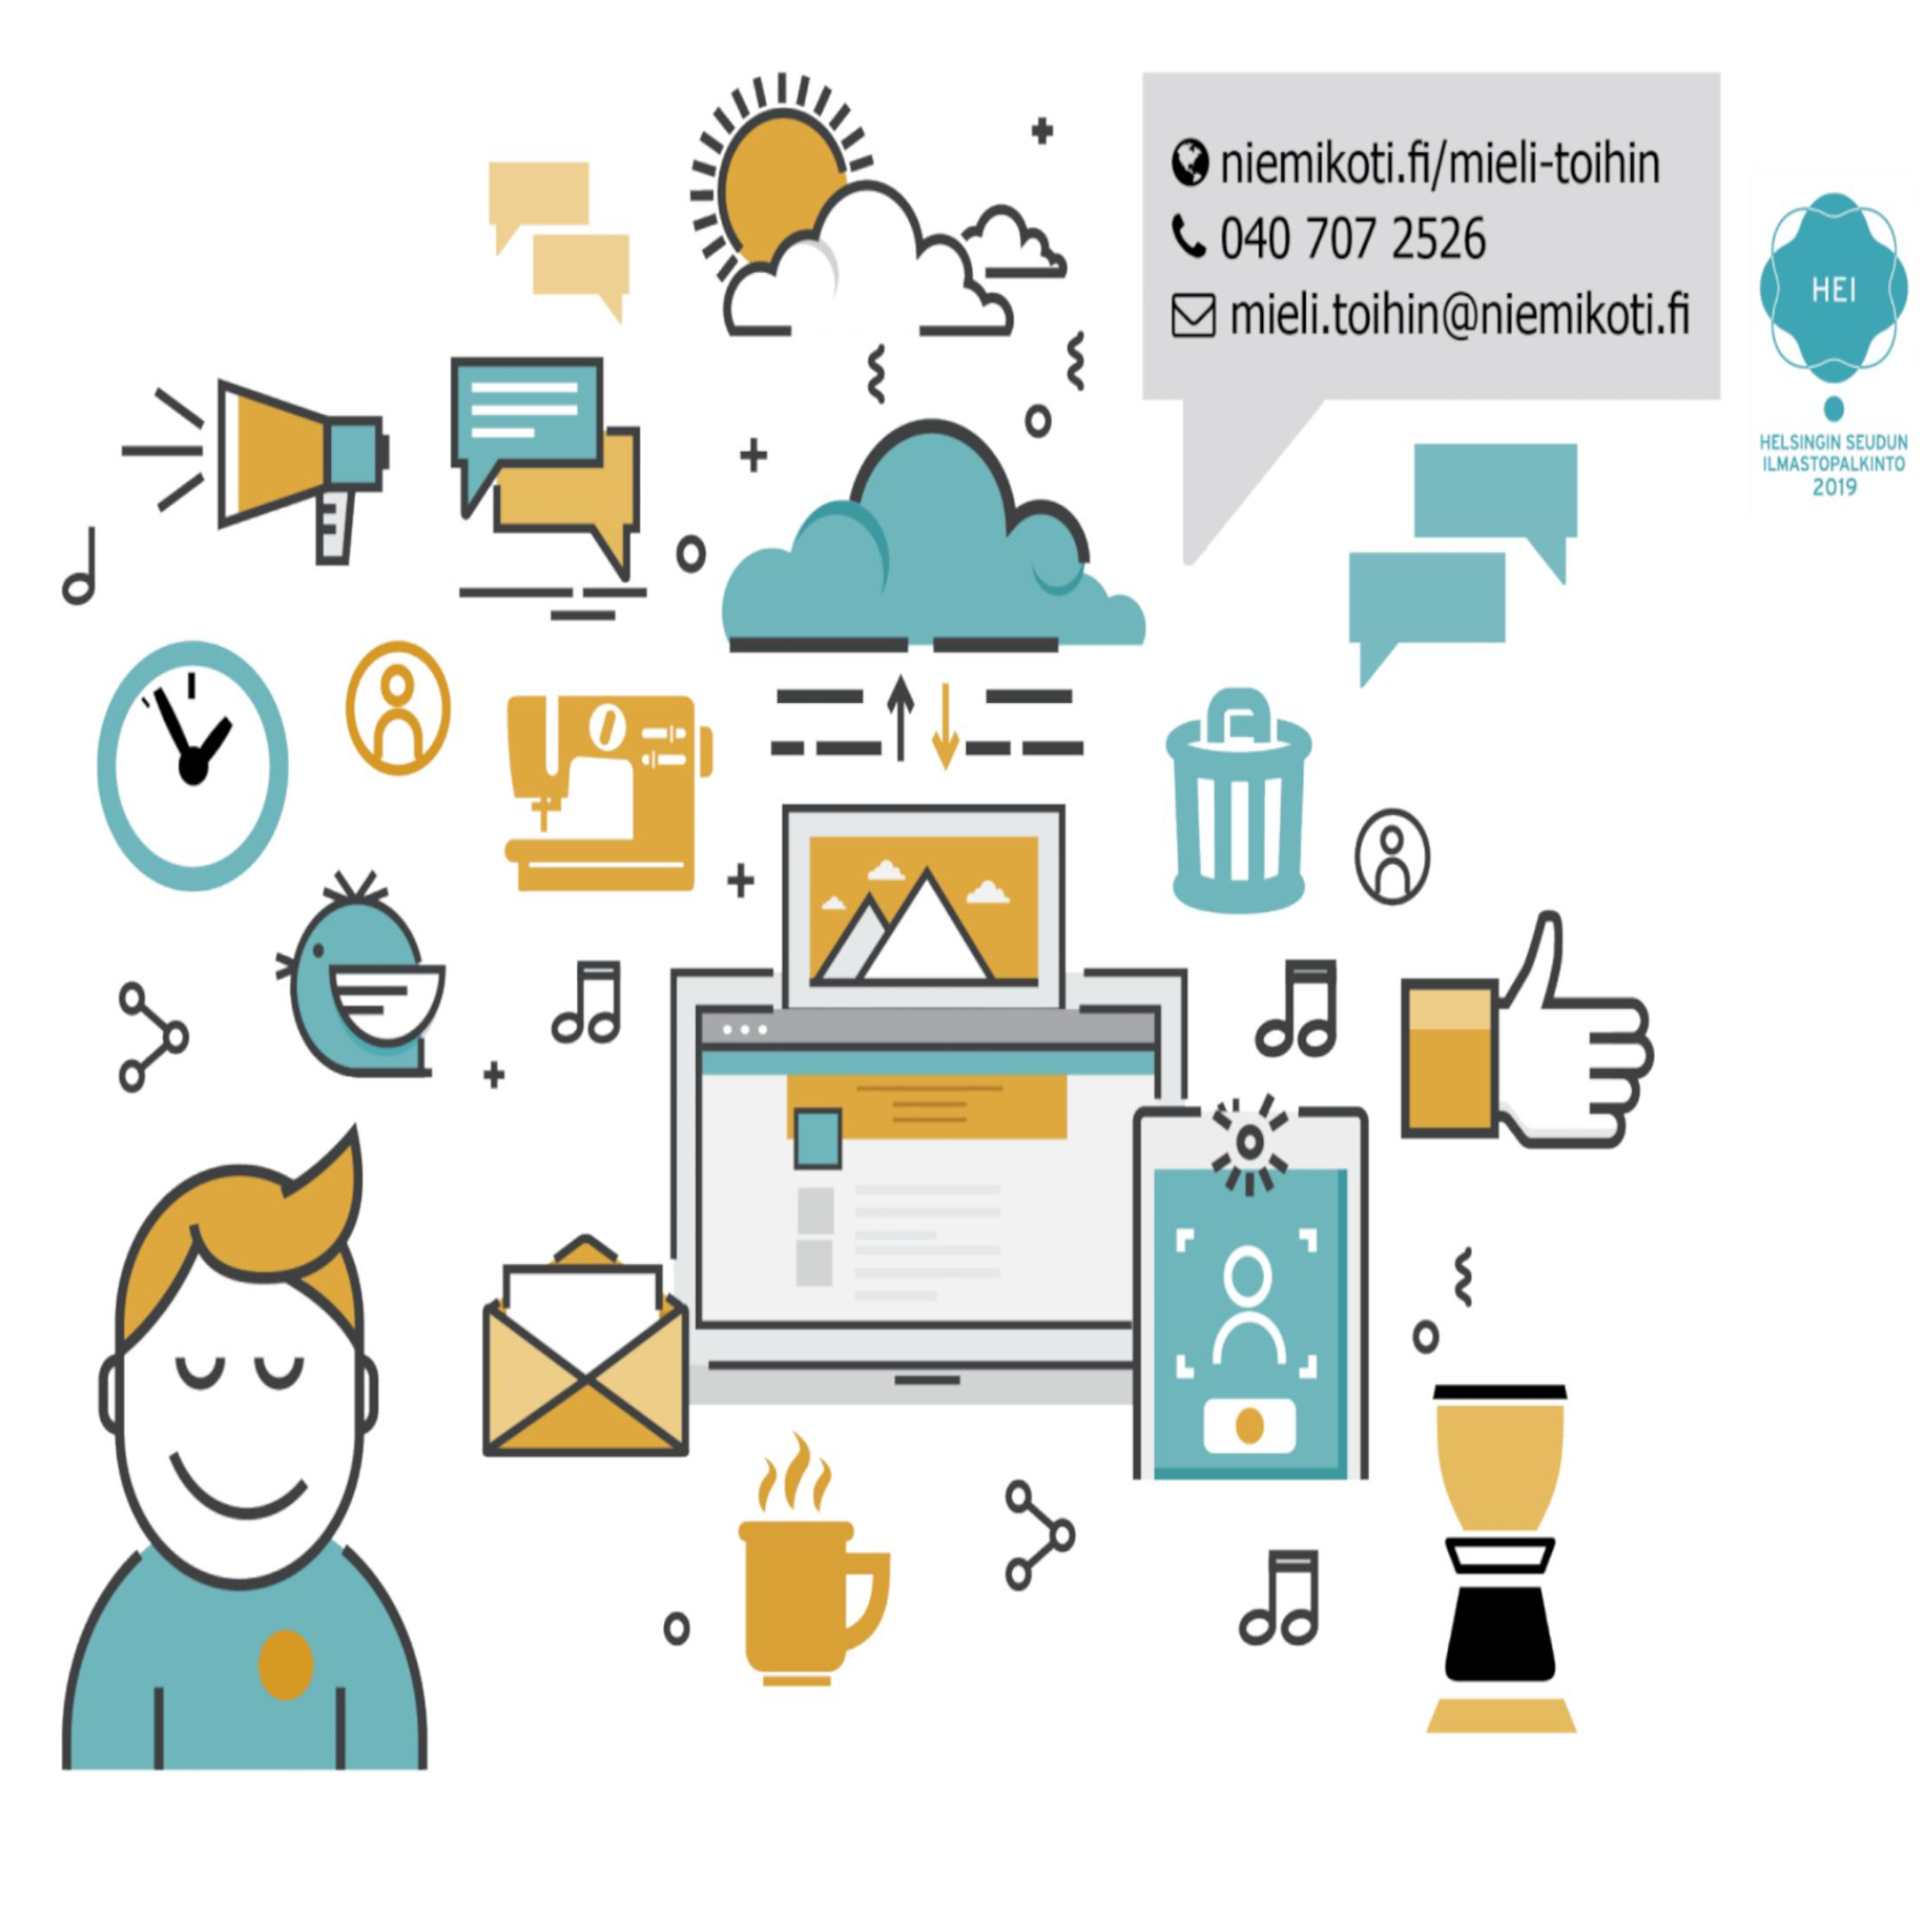 niemikoti.fi/mieli-toihin
040 707 2526
mieli.toihin@niemikoti.fi
HEI
HELSINGIN SEUDUN
ILMASTOPALKINTO
2019